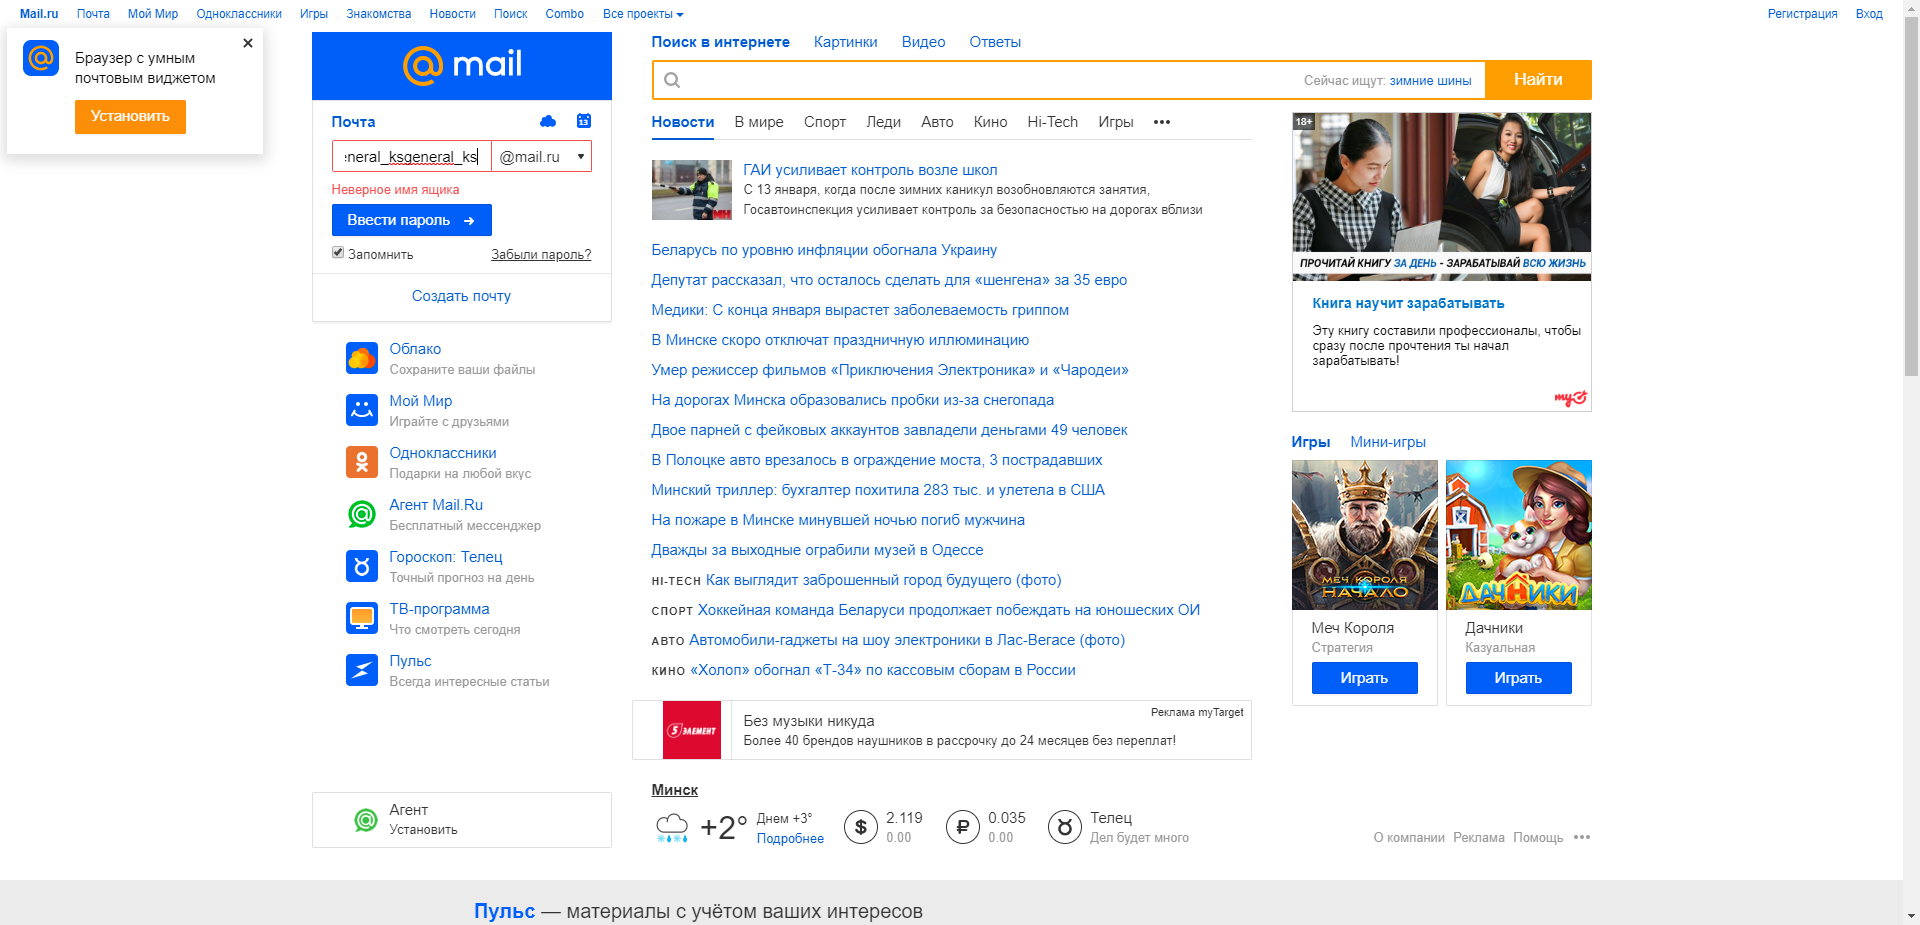 Mail.ru Почта Мой Мир Одноклассники Игры Знакомства Новости Поиск Combo Все проекты Регистрация Вход
Браузер с умным
почтовым виджетом
Установить
mail
Почта
13
general_ksgeneral_ks @mail.ru
Неверное имя ящика
Ввести пароль
Запомнить Забыли пароль?
Создать почту
Облако
Сохраните ваши файлы
Мой Мир
Играйте с друзьями
Одноклассники
Подарки на любой вкус
Агент Mail.Ru
Бесплатный мессенджер
Гороскоп: Телец
Точный прогноз на день
ТВ-программа
Что смотреть сегодня
Пульс
Всегда интересные статьи
Агент
Установить
Поиск в интернете Картинки Видео Ответы
Сейчас ищут: зимние шины Найти
Новости В мире Спорт Леди Авто Кино Hi-Tech Игры
ГАИ усиливает контроль возле школ
С 13 января, когда после зимних каникул возобновляются занятия,
Госавтоинспекция усиливает контроль за безопасностью на дорогах вблизи
Беларусь по уровню инфляции обогнала Украину
Депутат рассказал, что осталось сделать для «шенгена» за 35 евро
Медики: С конца января вырастет заболеваемость гриппом
В Минске скоро отключат праздничную иллюминацию
Умер режиссер фильмов «Приключения Электроника» и «Чародеи»
На дорогах Минска образовались пробки из-за снегопада
Двое парней с фейковых аккаунтов завладели деньгами 49 человек
В Полоцке авто врезалось в ограждение моста, 3 пострадавших
Минский триллер: бухгалтер похитила 283 тыс. и улетела в США
На пожаре в Минске минувшей ночью погиб мужчина
Дважды за выходные ограбили музей в Одессе
HI-TECH Как выглядит заброшенный город будущего (фото)
СПОРТ Хоккейная команда Беларуси продолжает побеждать на юношеских ОИ
АВТО Автомобили-гаджеты на шоу электроники в Лас-Вегасе (фото)
КИНО «Холоп» обогнал «Т-34» по кассовым сборам в России
5 ЭЛЕМЕНТ
Без музыки никуда
Реклама myTarget
Более 40 брендов наушников в рассрочку до 24 месяцев без переплат!
Минск
+2°
Днем +3°
Подробнее
$ 2.119
0.00
₽ 0.035
0.00
Телец
Дел будет много
18+
ПРОЧИТАЙ КНИГУ ЗА ДЕНЬ - ЗАРАБАТЫВАЙ ВСЮ ЖИЗНЬ
Книга научит зарабатывать
Эту книгу составили профессионалы, чтобы
сразу после прочтения ты начал
зарабатывать!
Игры Мини-игры
МЕЧ КОРОЛЯ
НАЧАЛО
ДАЧНИКИ
Меч Короля
Стратегия
Играть
Дачники
Казуальная
Играть
О компании Реклама Помощь
Пульс — материалы с учётом ваших интересов